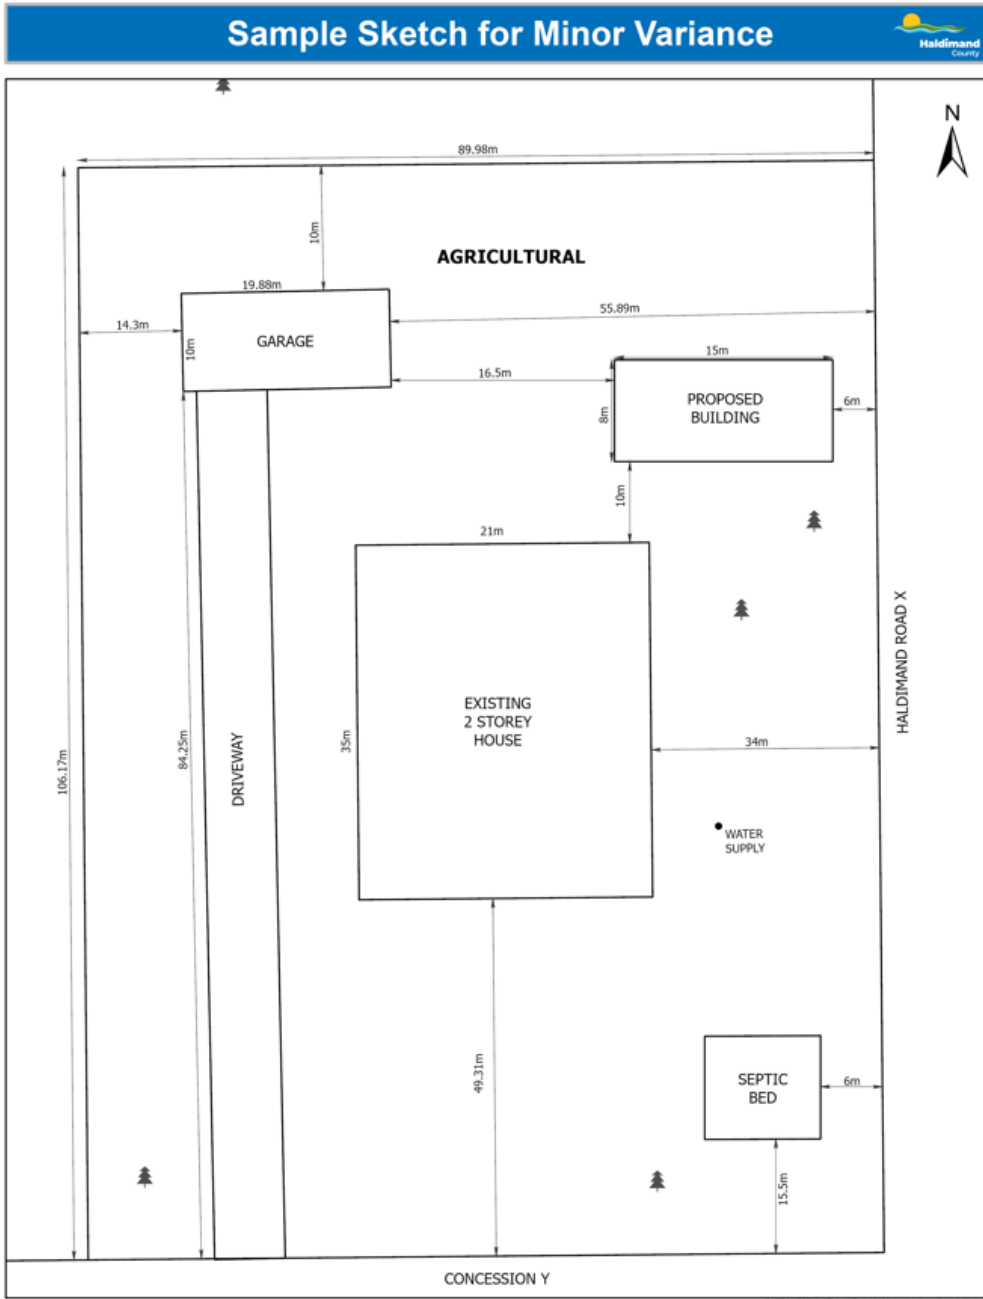 Sample Sketch for Minor Variance
Haldimand
County
N
89.98m
10m
AGRICULTURAL
19.88m
55.89m
14.3m
GARAGE
10m
15m
16.5m
PROPOSED
BUILDING
8m
6m
10m
21m
HALDIMAND ROAD X
EXISTING
2 STOREY
HOUSE
35m
34m
106.17m
84.25m
DRIVEWAY
WATER
SUPPLY
49.31m
SEPTIC
BED
6m
15.5m
CONCESSION Y